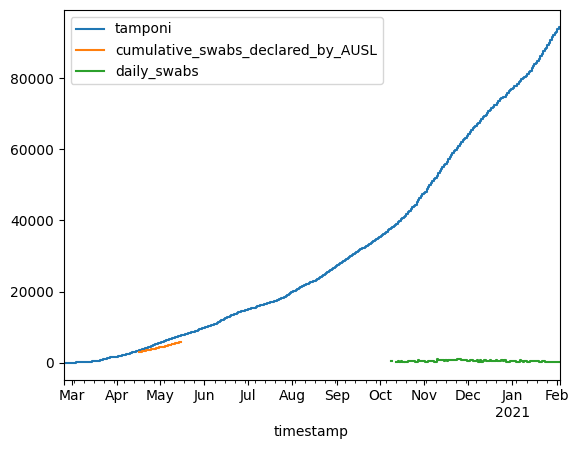 tamponi
cumulative_swabs_declared_by_AUSL
daily_swabs
80000
60000
40000
20000
0
Mar Apr May Jun Jul Aug Sep Oct Nov Dec Jan Feb
2021
timestamp